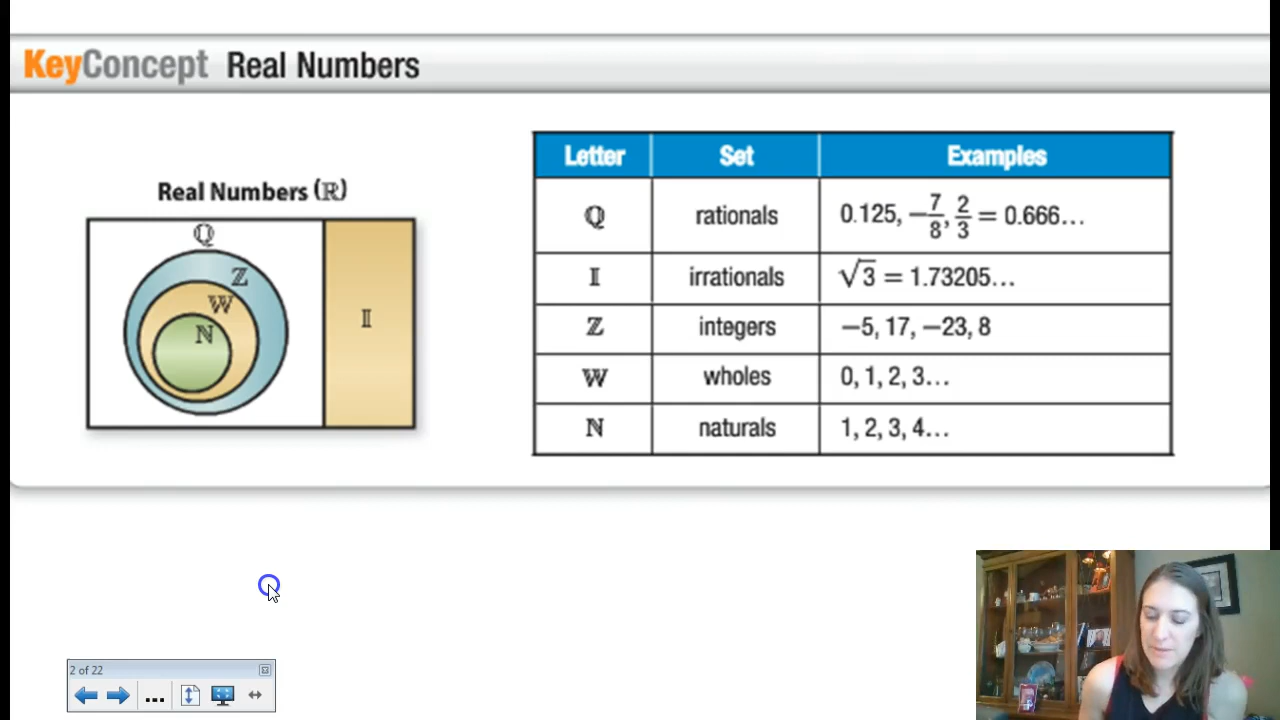 KeyConcept Real Numbers
Real Numbers (ℝ)
ℚ
ℤ
𝕎
ℕ
𝕀
Letter Set Examples
ℚ rationals 0.125, −7/8, 2/3 = 0.666…
𝕀 irrationals √3 = 1.73205…
ℤ integers −5, 17, −23, 8
𝕎 wholes 0, 1, 2, 3…
ℕ naturals 1, 2, 3, 4…
2 of 22